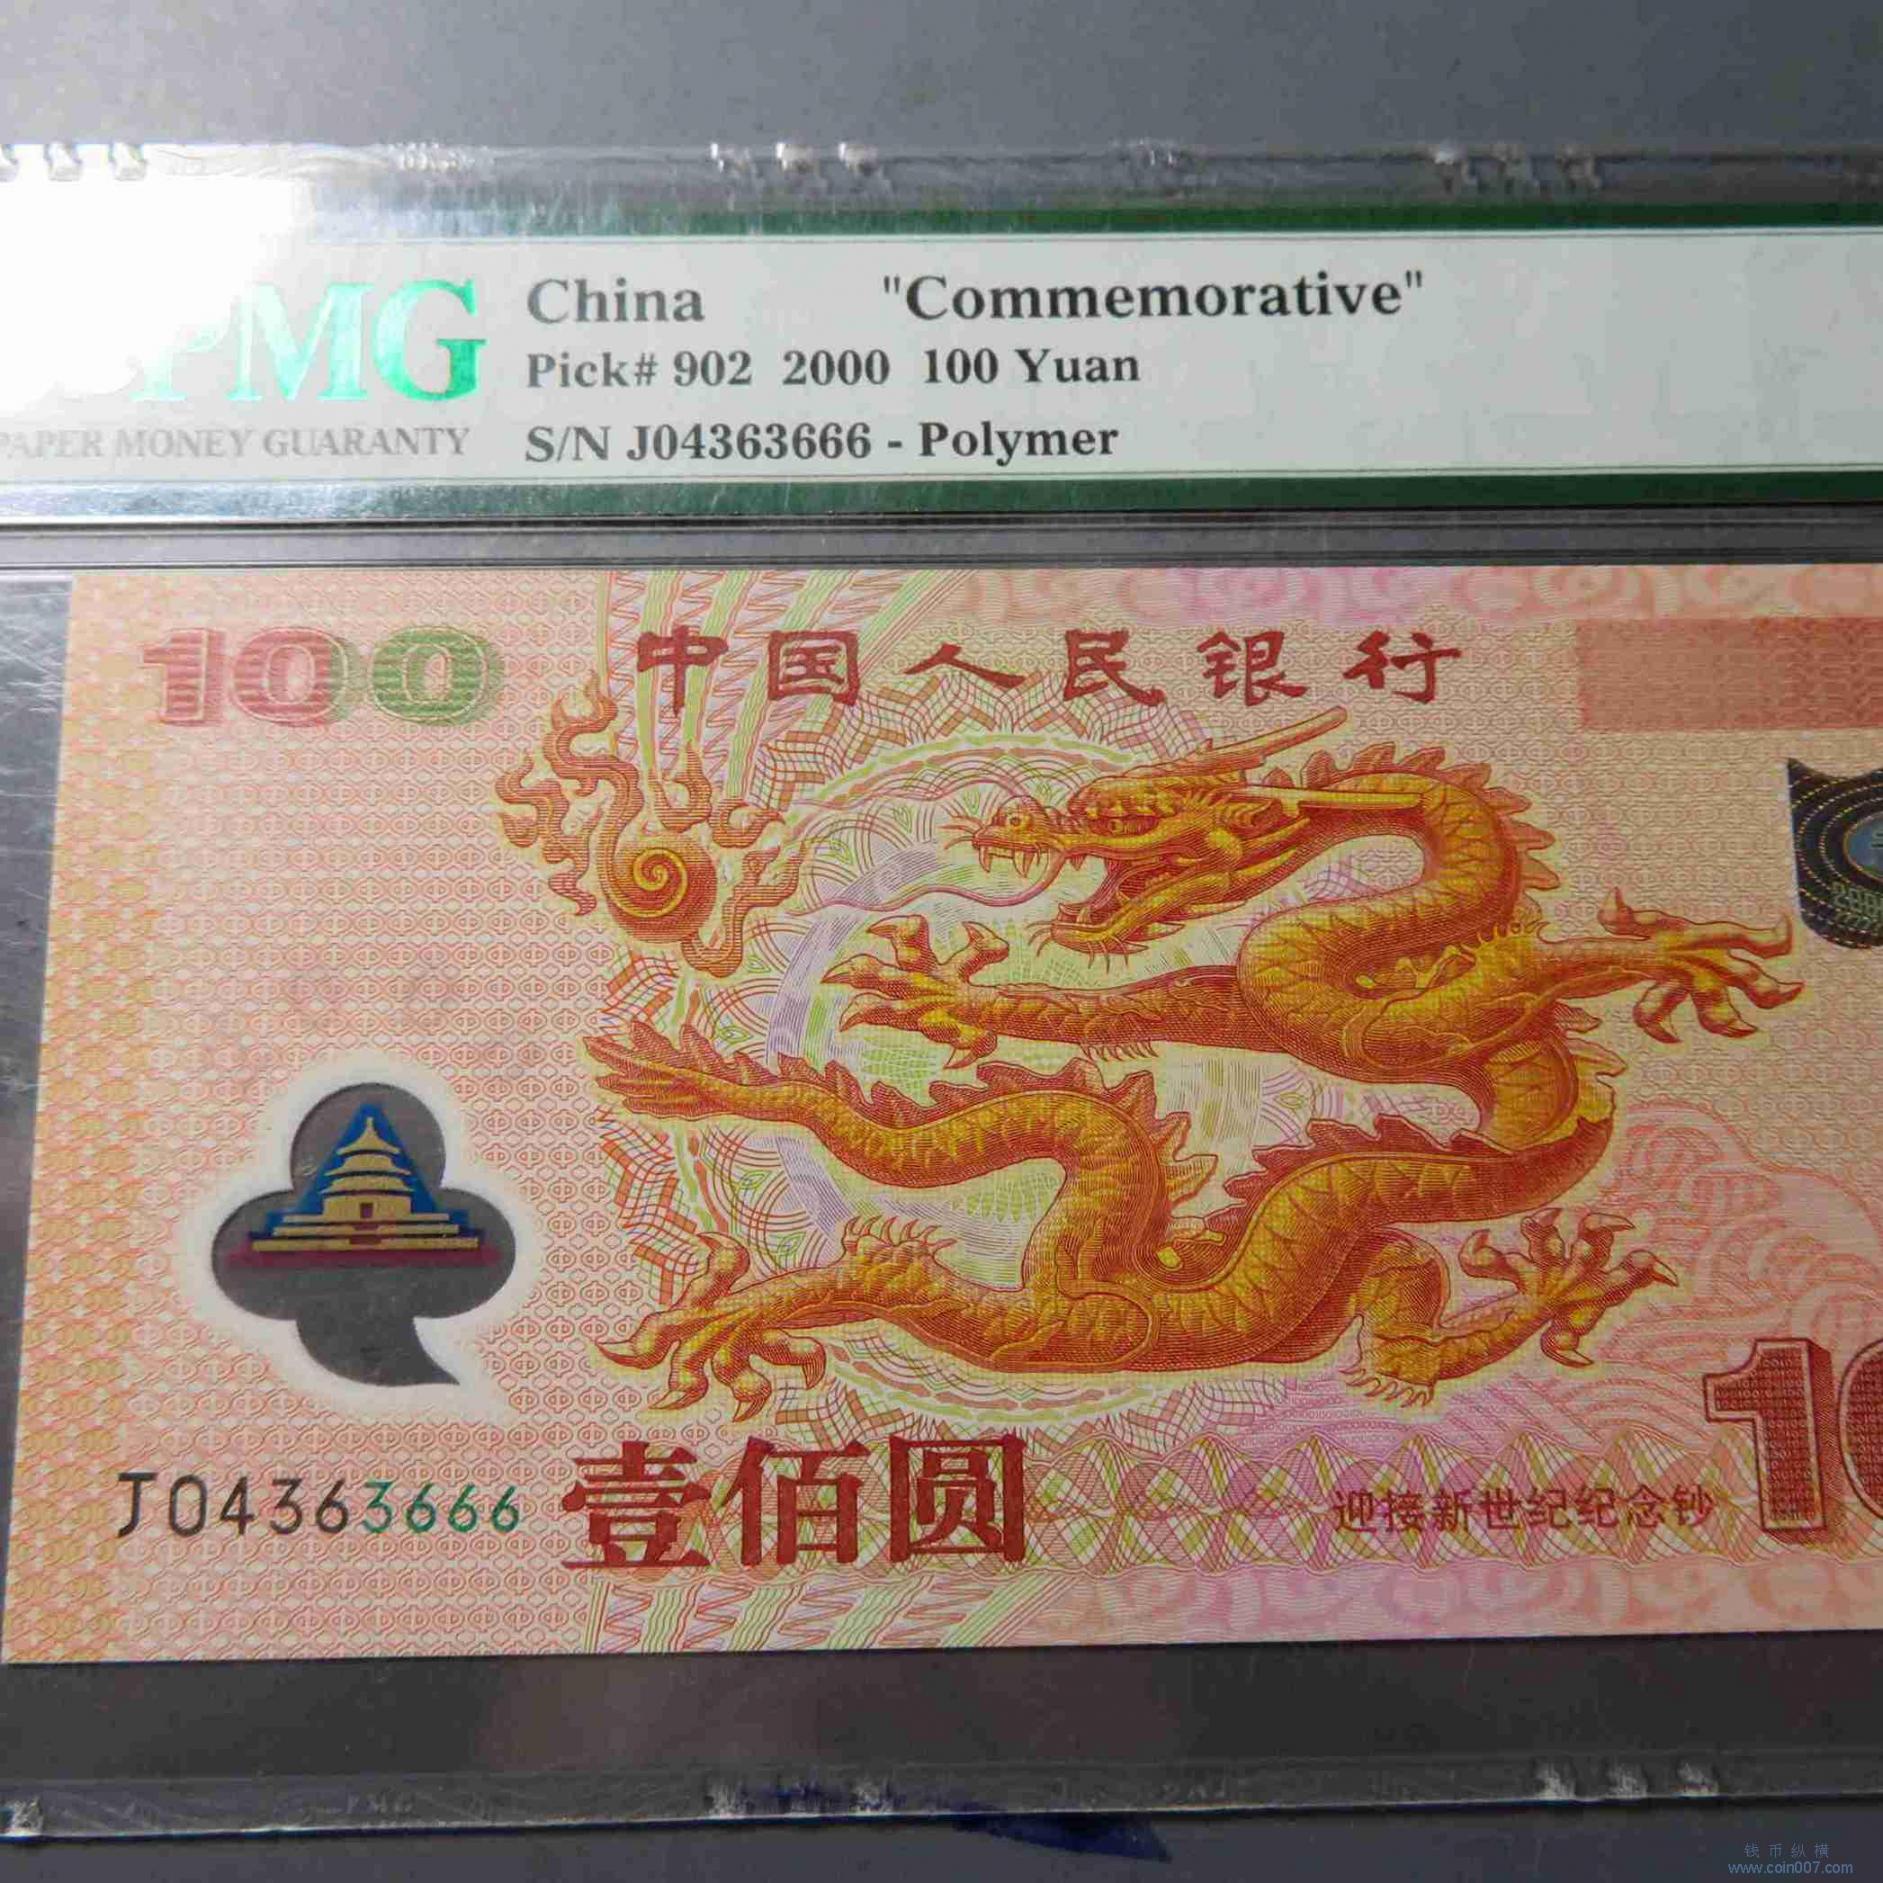 PMG
China "Commemorative"
Pick# 902 2000 100 Yuan
PAPER MONEY GUARANTY
S/N J04363666 - Polymer
100 中国人民银行
J04363666
壹佰圆
迎接新世纪纪念钞
钱币纵横
www.coin007.com